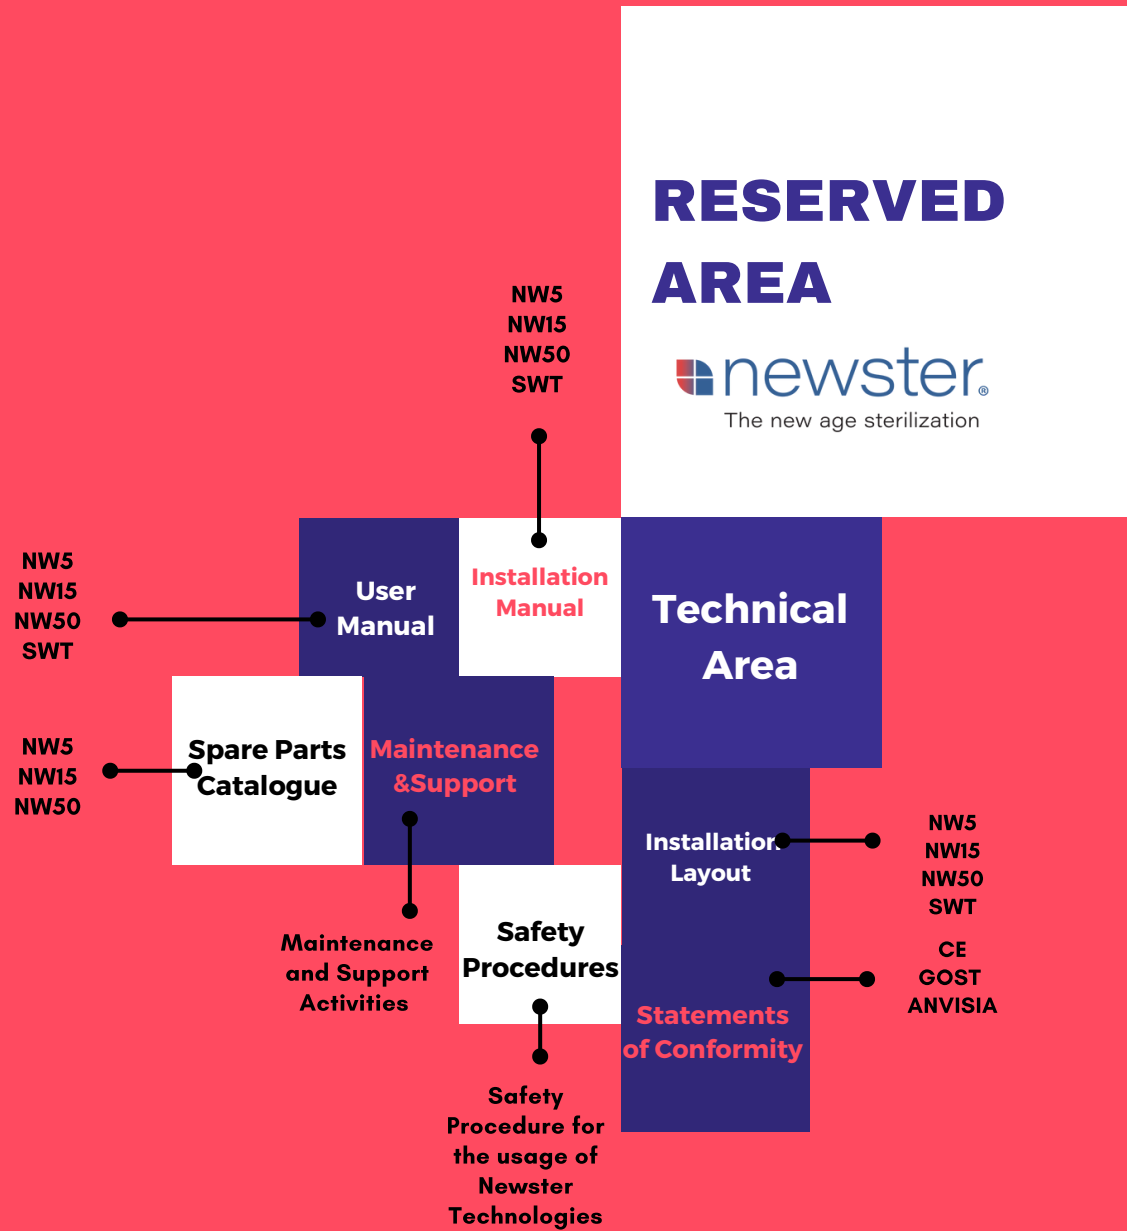 RESERVED
AREA
newster®
The new age sterilization
NW5
NW15
NW50
SWT
NW5
NW15
NW50
SWT
User
Manual
Installation
Manual
Technical
Area
NW5
NW15
NW50
Spare Parts
Catalogue
Maintenance
&Support
Installation
Layout
NW5
NW15
NW50
SWT
Maintenance
and Support
Activities
Safety
Procedures
CE
GOST
ANVISIA
Statements
of Conformity
Safety
Procedure for
the usage of
Newster
Technologies